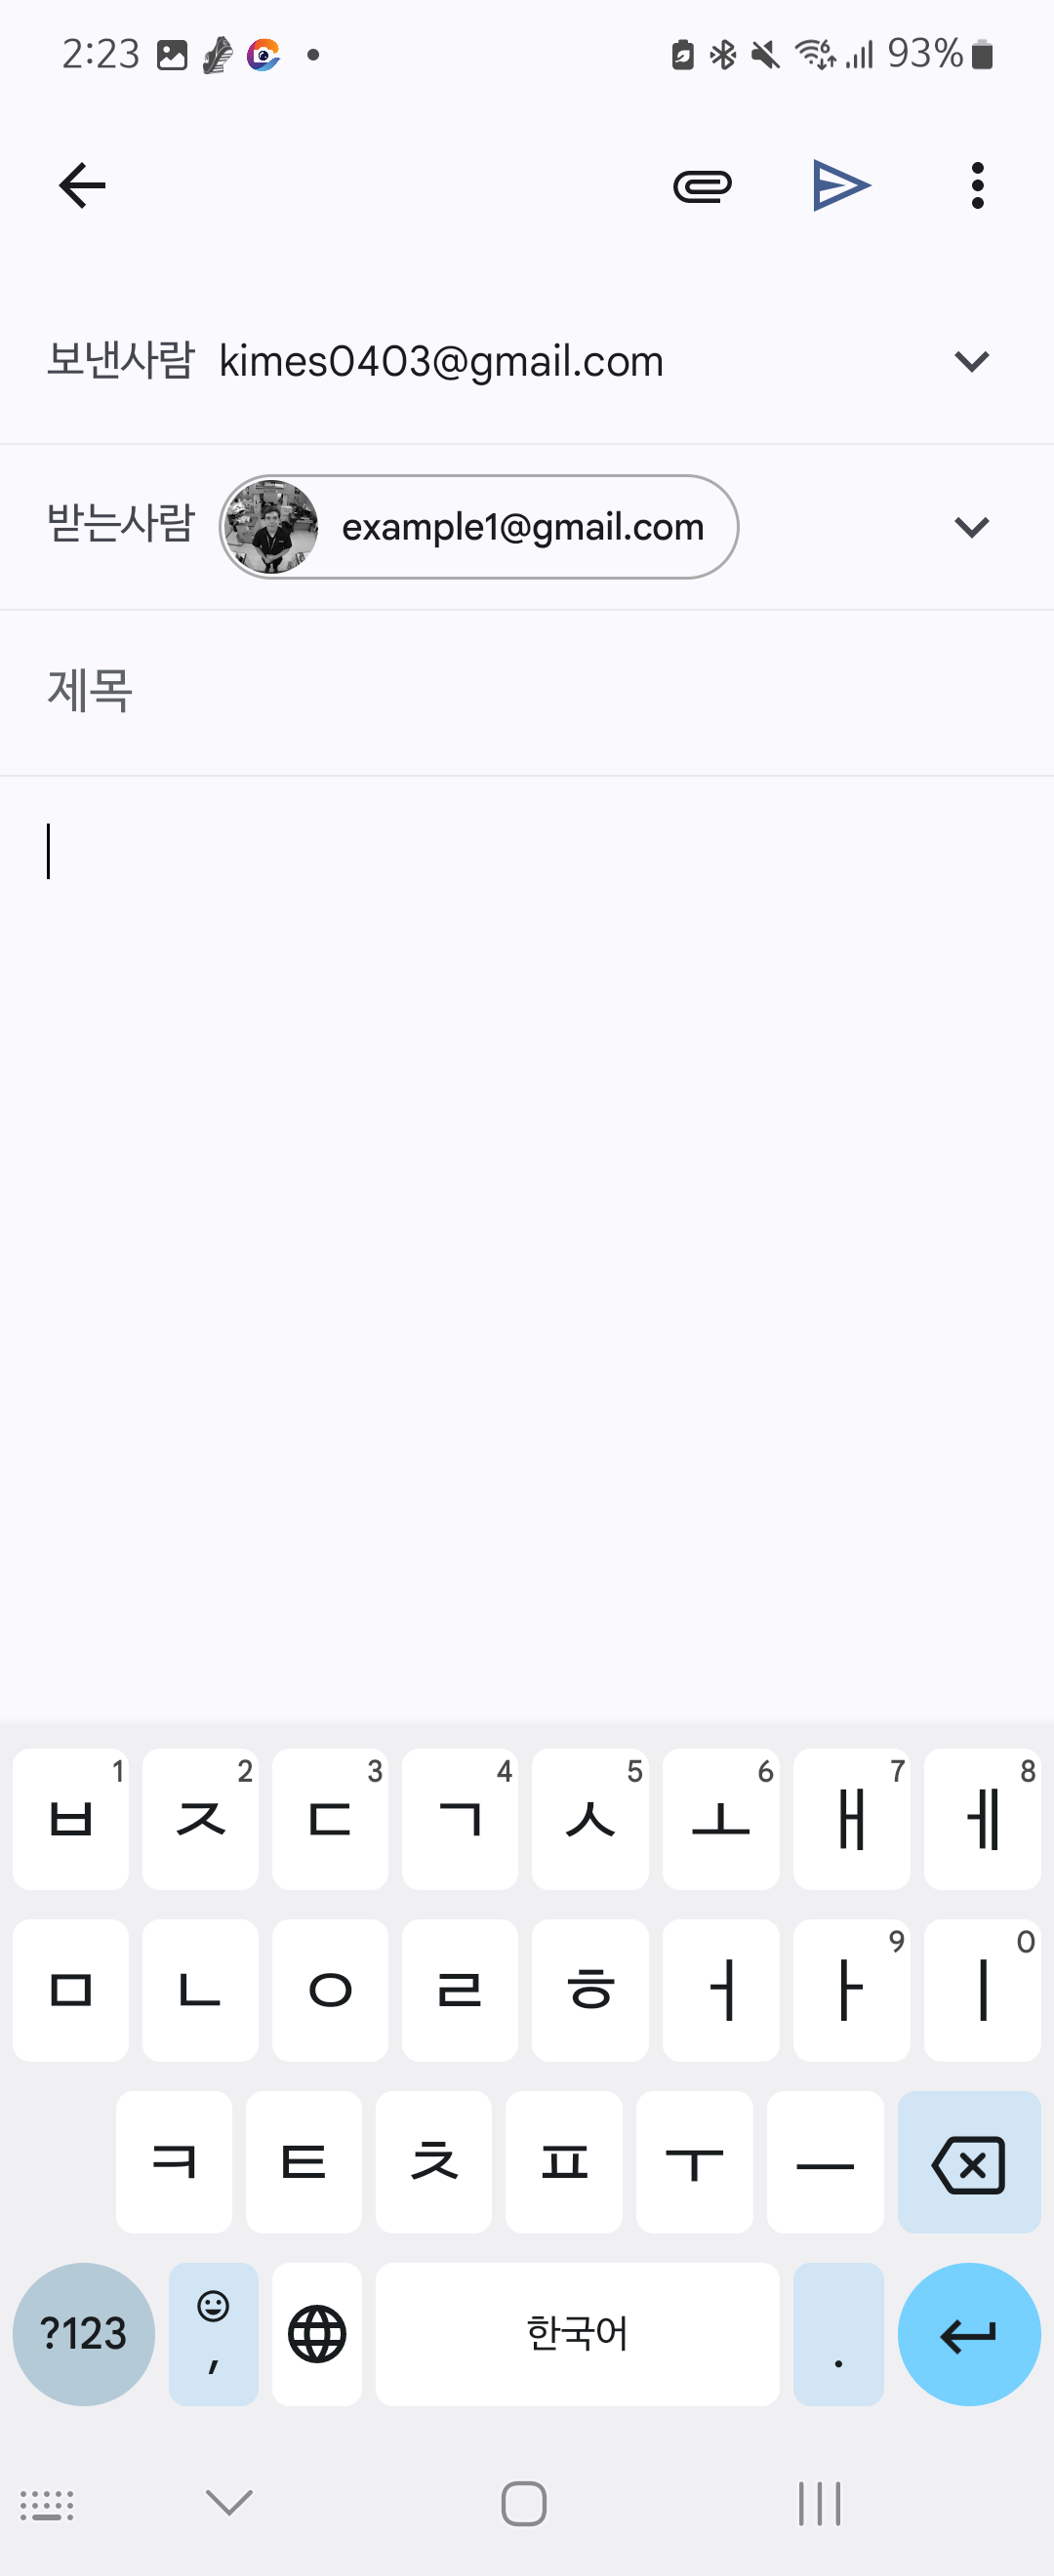 2:23 93%
보낸사람 kimes0403@gmail.com
받는사람 example1@gmail.com
제목
1 2 3 4 5 6 7 8
ㅂ ㅈ ㄷ ㄱ ㅅ ㅗ ㅐ ㅔ
9 0
ㅁ ㄴ ㅇ ㄹ ㅎ ㅓ ㅏ ㅣ
ㅋ ㅌ ㅊ ㅍ ㅜ ㅡ
?123 , 한국어 .